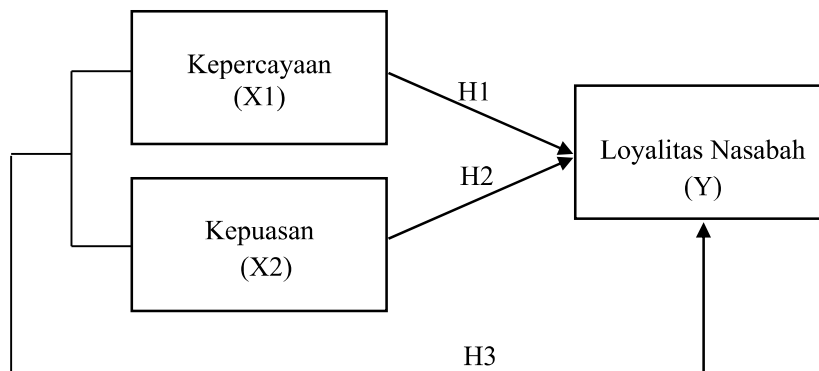 Kepercayaan
(X1)
H1
Loyalitas Nasabah
(Y)
H2
Kepuasan
(X2)
H3